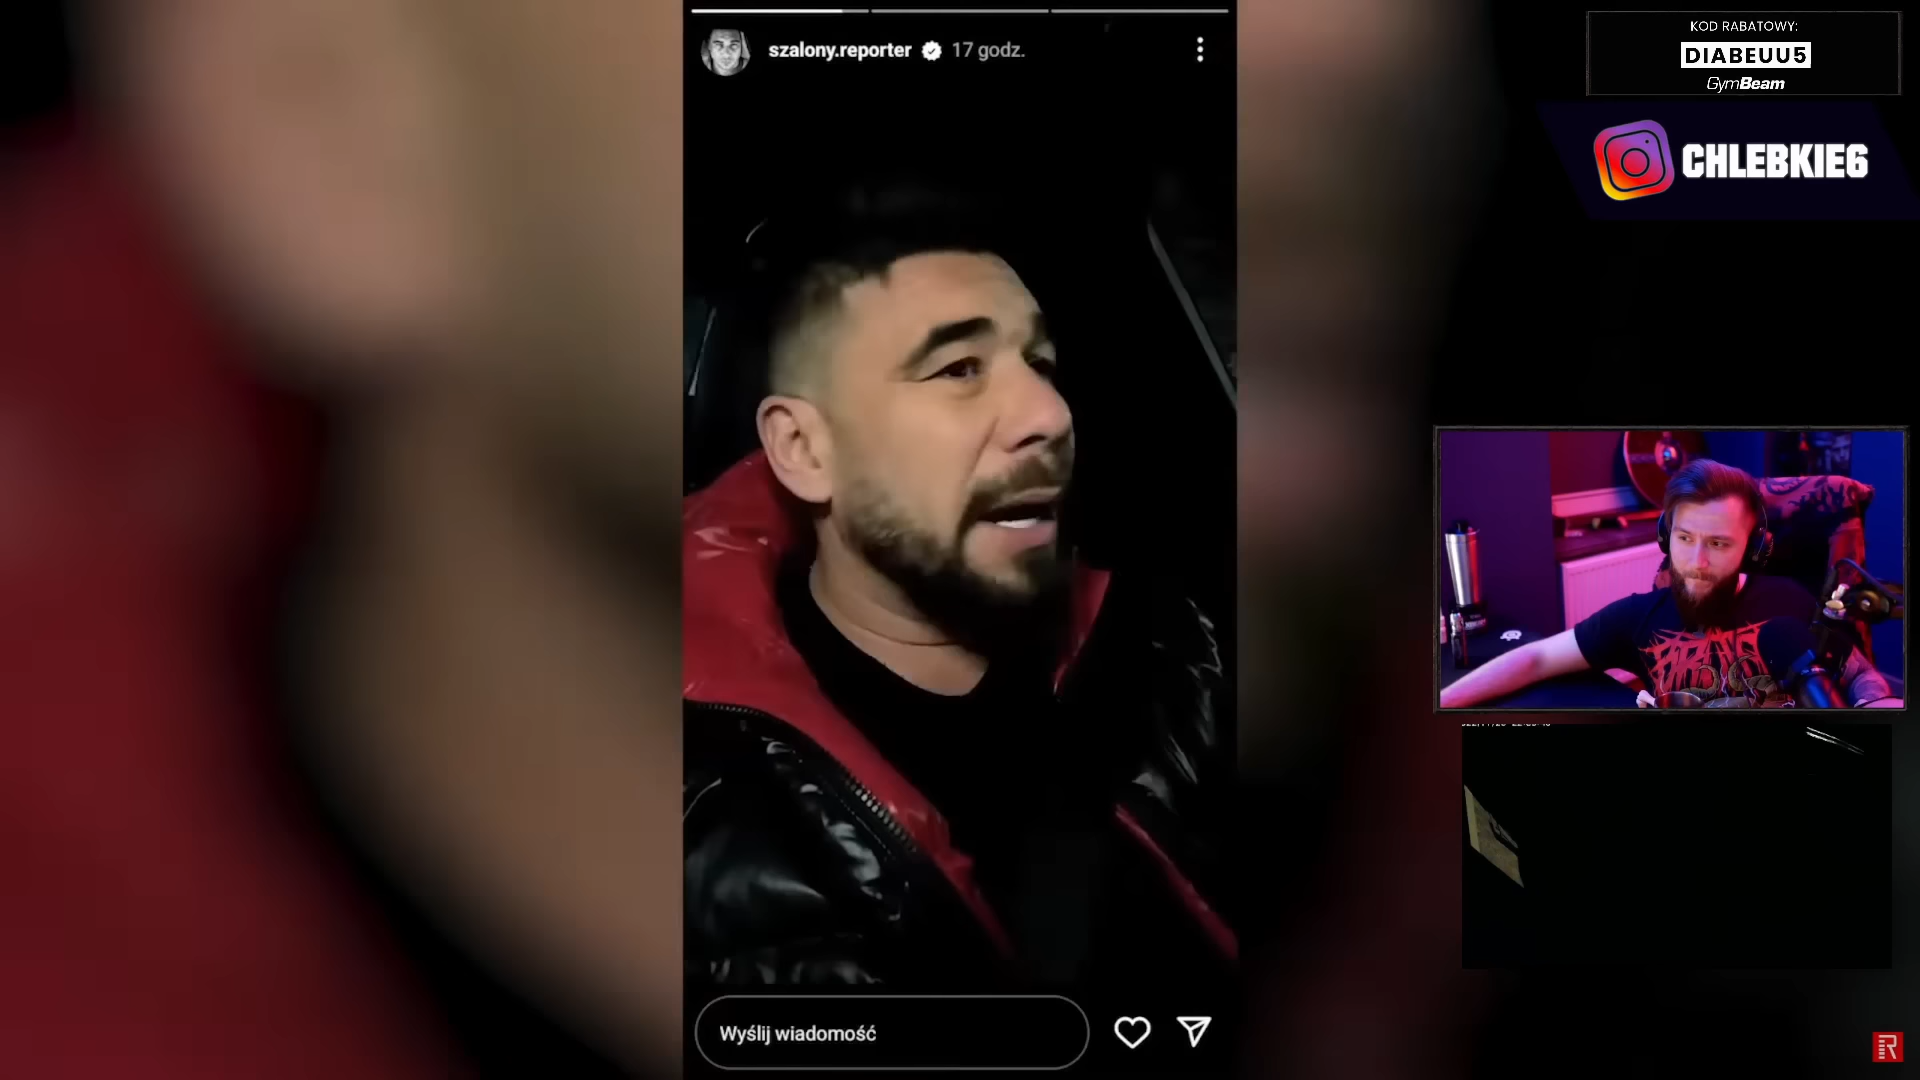 szalony.reporter 17 godz.
KOD RABATOWY:
DIABEUU5
GymBeam
CHLEBKIE6
Wyślij wiadomość